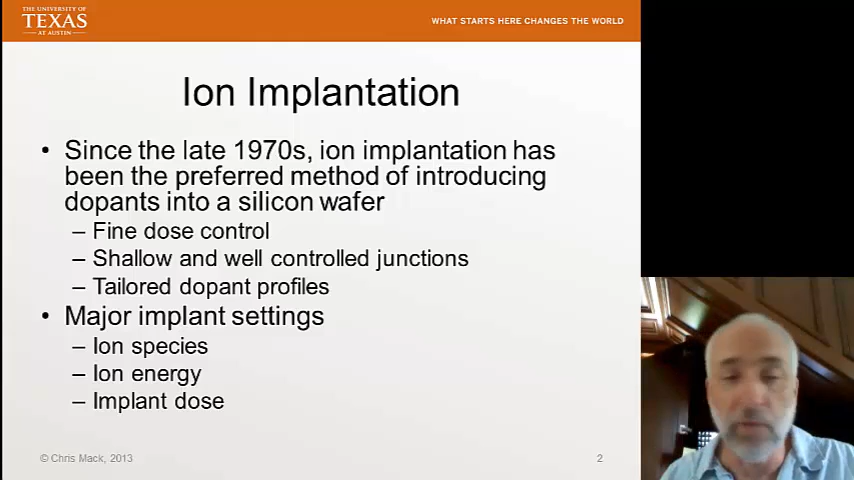 THE UNIVERSITY OF
TEXAS
AT AUSTIN
WHAT STARTS HERE CHANGES THE WORLD
Ion Implantation
• Since the late 1970s, ion implantation has
been the preferred method of introducing
dopants into a silicon wafer
– Fine dose control
– Shallow and well controlled junctions
– Tailored dopant profiles
• Major implant settings
– Ion species
– Ion energy
– Implant dose
© Chris Mack, 2013
2